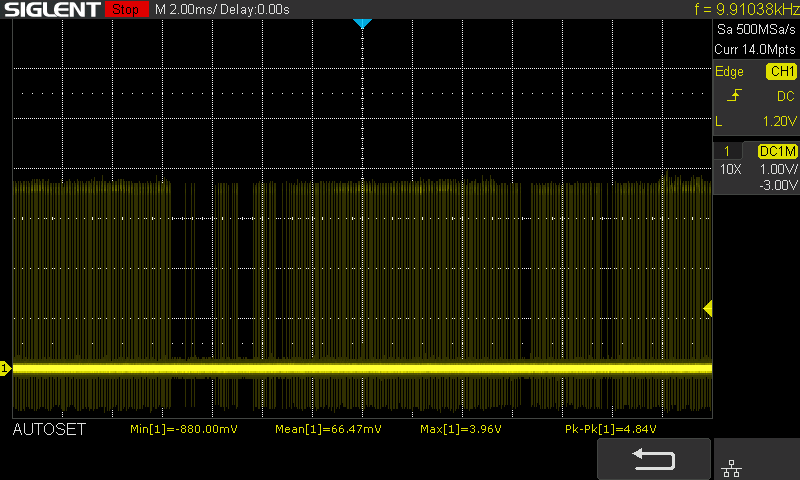 SIGLENT Stop M 2.00ms/ Delay:0.00s f = 9.91038kHz
Sa 500MSa/s
Curr 14.0Mpts
Edge CH1
DC
L 1.20V
1 DC1M
10X 1.00V/
-3.00V
1
AUTOSET Min[1]=-880.00mV Mean[1]=66.47mV Max[1]=3.96V Pk-Pk[1]=4.84V